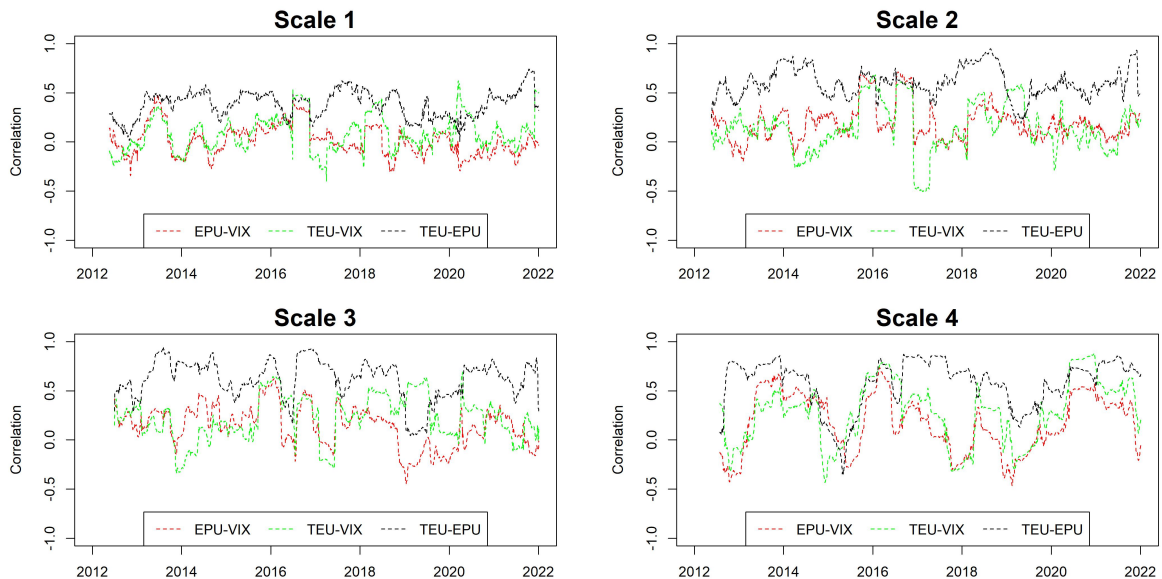 Scale 1
Correlation
1.0
0.5
0.0
-0.5
-1.0
EPU-VIX TEU-VIX TEU-EPU
2012 2014 2016 2018 2020 2022
Scale 2
Correlation
1.0
0.5
0.0
-0.5
-1.0
EPU-VIX TEU-VIX TEU-EPU
2012 2014 2016 2018 2020 2022
Scale 3
Correlation
1.0
0.5
0.0
-0.5
-1.0
EPU-VIX TEU-VIX TEU-EPU
2012 2014 2016 2018 2020 2022
Scale 4
Correlation
1.0
0.5
0.0
-0.5
-1.0
EPU-VIX TEU-VIX TEU-EPU
2012 2014 2016 2018 2020 2022